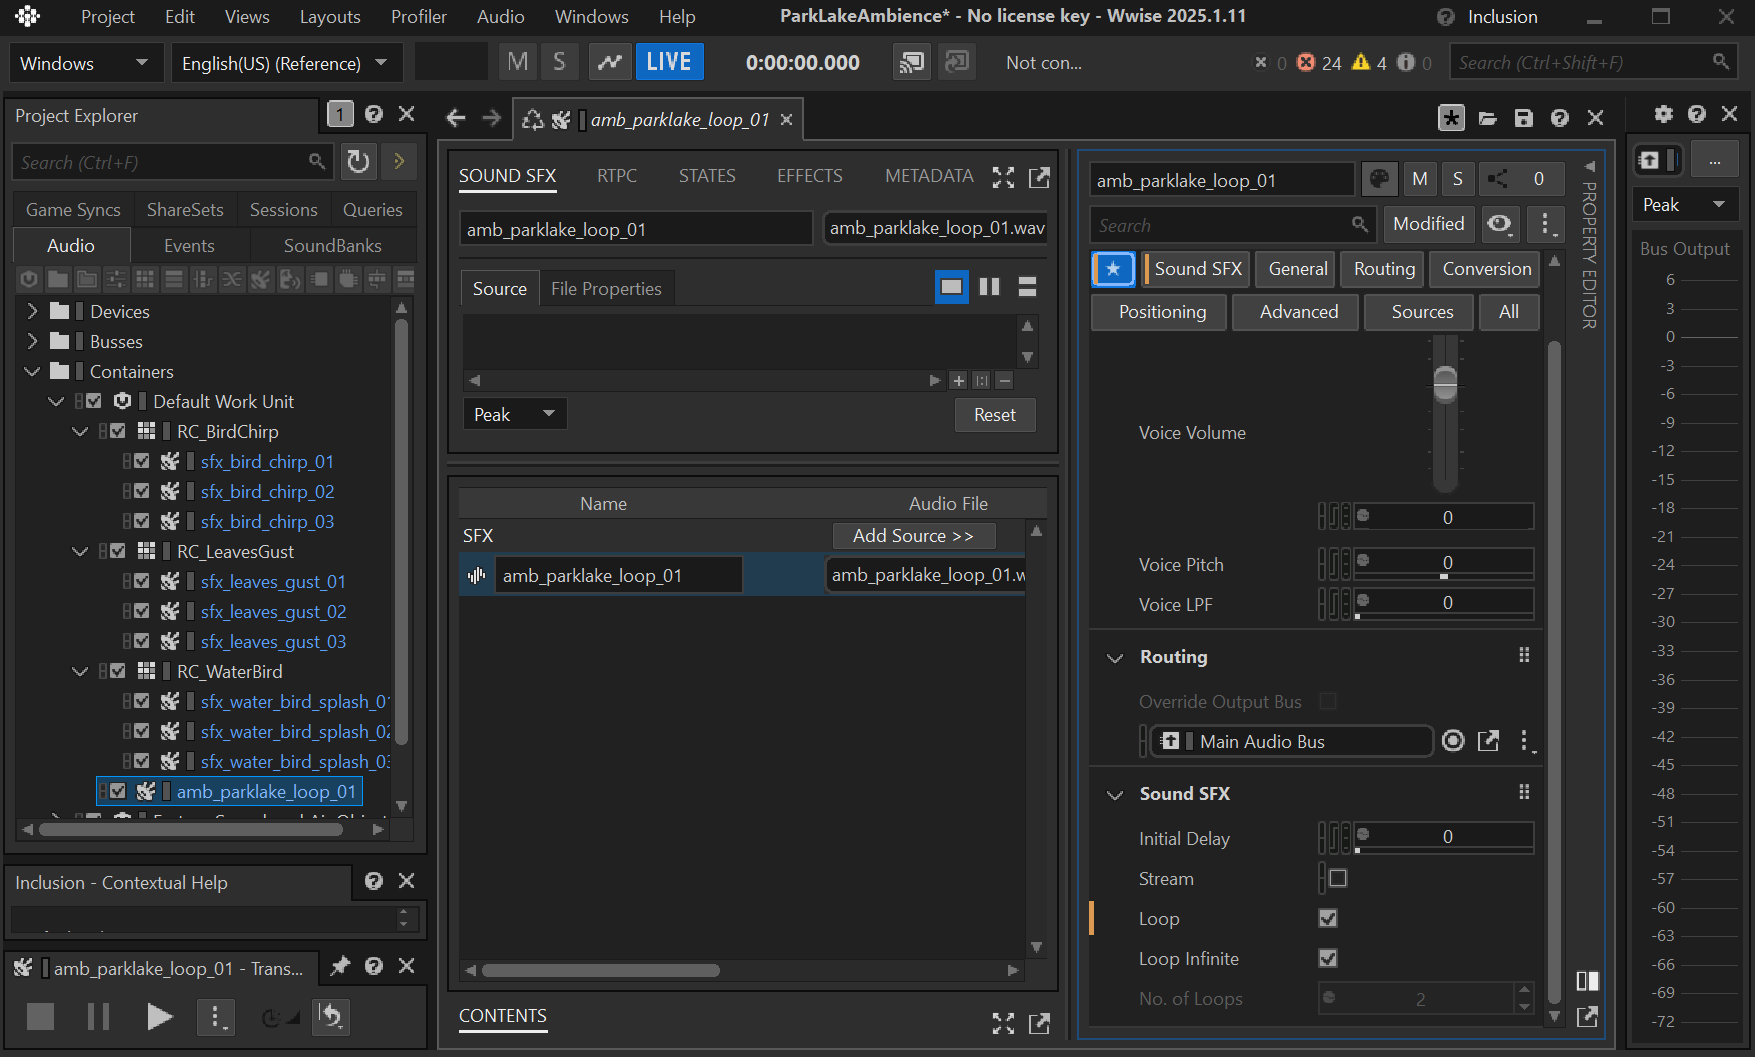 Project Edit Views Layouts Profiler Audio Windows Help
ParkLakeAmbience* - No license key - Wwise 2025.1.11
Inclusion
Windows
English(US) (Reference)
M S
LIVE
0:00:00.000
Not con...
0 24 4 0
Search (Ctrl+Shift+F)
Project Explorer
1
Search (Ctrl+F)
Game Syncs ShareSets Sessions Queries
Audio Events SoundBanks
Devices
Busses
Containers
Default Work Unit
RC_BirdChirp
sfx_bird_chirp_01
sfx_bird_chirp_02
sfx_bird_chirp_03
RC_LeavesGust
sfx_leaves_gust_01
sfx_leaves_gust_02
sfx_leaves_gust_03
RC_WaterBird
sfx_water_bird_splash_01
sfx_water_bird_splash_02
sfx_water_bird_splash_03
amb_parklake_loop_01
Inclusion - Contextual Help
amb_parklake_loop_01 - Trans...
amb_parklake_loop_01
SOUND SFX RTPC STATES EFFECTS METADATA
amb_parklake_loop_01
amb_parklake_loop_01.wav
Source File Properties
Peak
Reset
Name Audio File
SFX
Add Source >>
amb_parklake_loop_01
amb_parklake_loop_01.w
CONTENTS
amb_parklake_loop_01
M S 0
Search
Modified
Sound SFX General Routing Conversion
Positioning Advanced Sources All
Voice Volume
0
Voice Pitch 0
Voice LPF 0
Routing
Override Output Bus
Main Audio Bus
Sound SFX
Initial Delay 0
Stream
Loop
Loop Infinite
No. of Loops 2
PROPERTY EDITOR
...
Peak
Bus Output
6
3
0
-3
-6
-9
-12
-15
-18
-21
-24
-27
-30
-33
-36
-39
-42
-45
-48
-51
-54
-57
-60
-63
-66
-69
-72